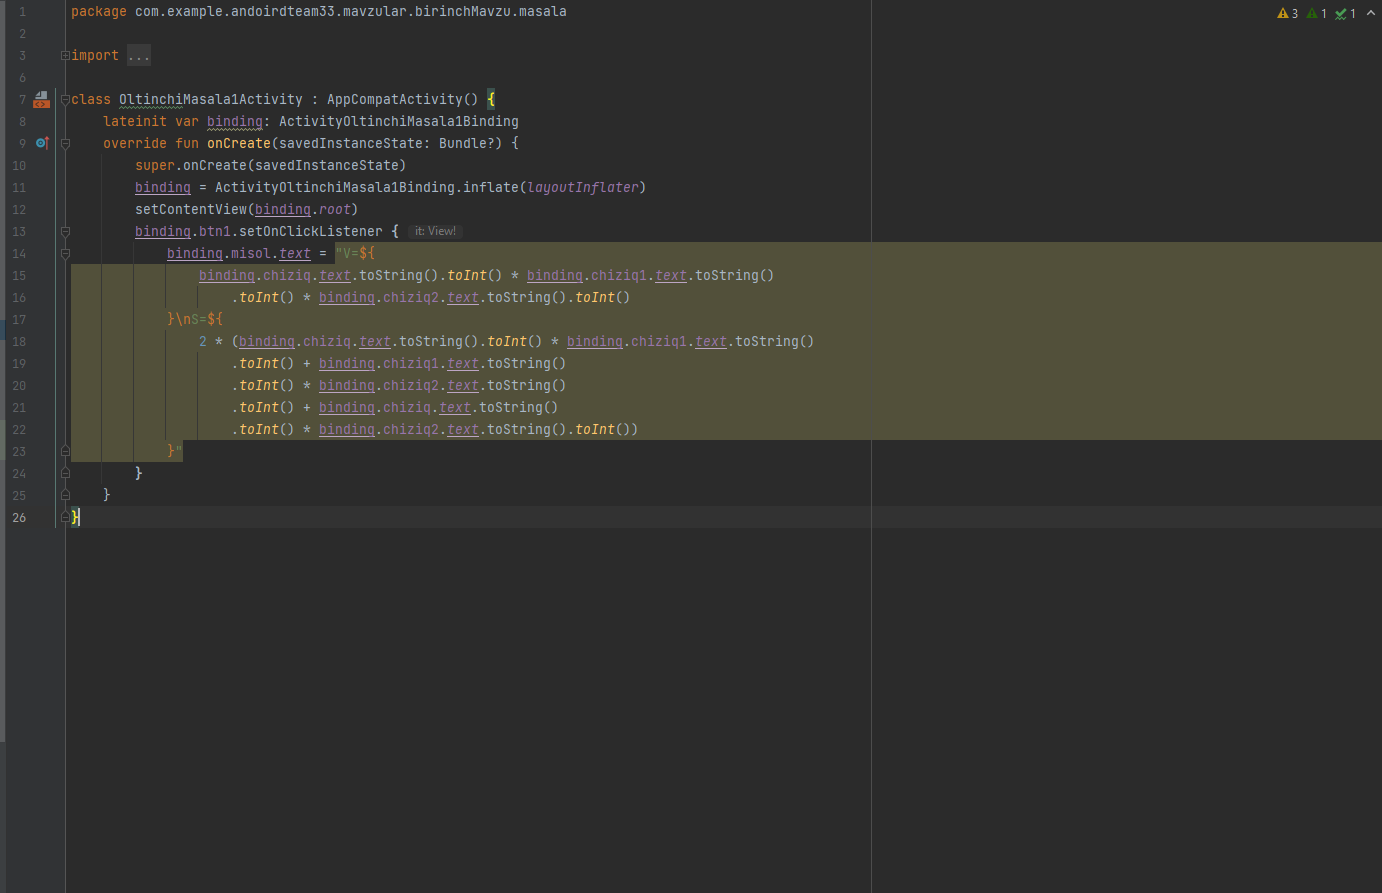 1 package com.example.andoirdteam33.mavzular.birinchMavzu.masala
3 1 1
2
3 import ...
6
7 class OltinchiMasala1Activity : AppCompatActivity() {
8 lateinit var binding: ActivityOltinchiMasala1Binding
9 override fun onCreate(savedInstanceState: Bundle?) {
10 super.onCreate(savedInstanceState)
11 binding = ActivityOltinchiMasala1Binding.inflate(layoutInflater)
12 setContentView(binding.root)
13 binding.btn1.setOnClickListener { it: View!
14 binding.misol.text = "V=${
15 binding.chiziq.text.toString().toInt() * binding.chiziq1.text.toString()
16 .toInt() * binding.chiziq2.text.toString().toInt()
17 }\nS=${
18 2 * (binding.chiziq.text.toString().toInt() * binding.chiziq1.text.toString()
19 .toInt() + binding.chiziq1.text.toString()
20 .toInt() * binding.chiziq2.text.toString()
21 .toInt() + binding.chiziq.text.toString()
22 .toInt() * binding.chiziq2.text.toString().toInt())
23 }"
24 }
25 }
26 }